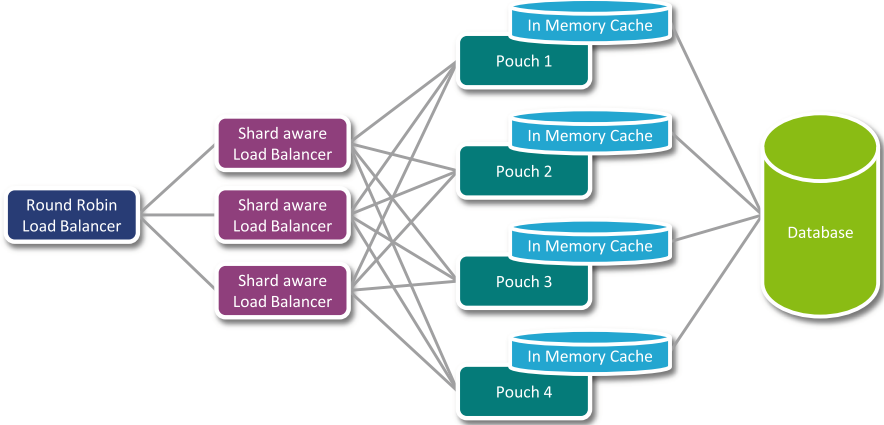 Round Robin
Load Balancer
Shard aware
Load Balancer
Shard aware
Load Balancer
Shard aware
Load Balancer
In Memory Cache
Pouch 1
In Memory Cache
Pouch 2
In Memory Cache
Pouch 3
In Memory Cache
Pouch 4
Database